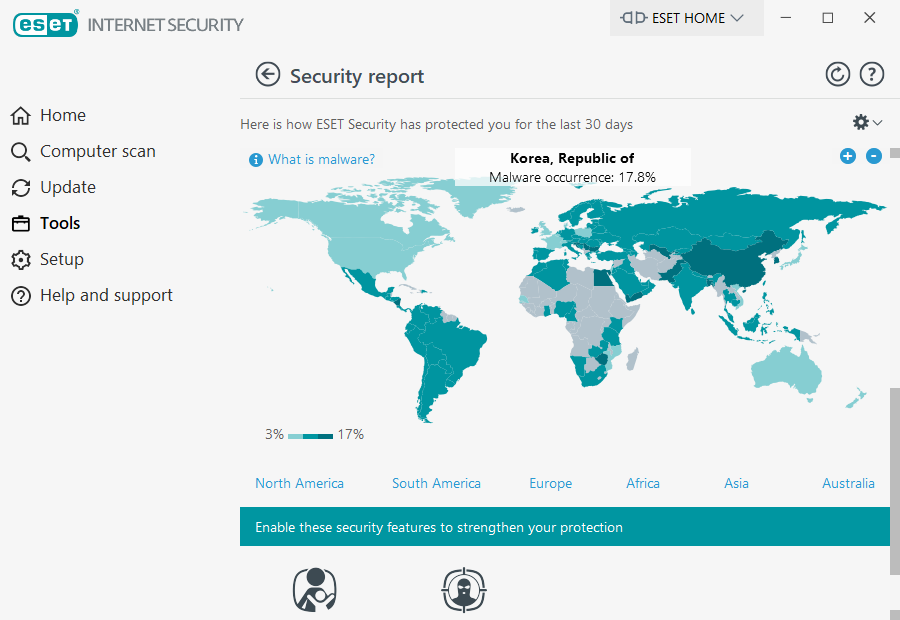 eset INTERNET SECURITY
ESET HOME
Security report
Home
Computer scan
Update
Tools
Setup
Help and support
Here is how ESET Security has protected you for the last 30 days
What is malware?
Korea, Republic of
Malware occurrence: 17.8%
3% 17%
North America South America Europe Africa Asia Australia
Enable these security features to strengthen your protection